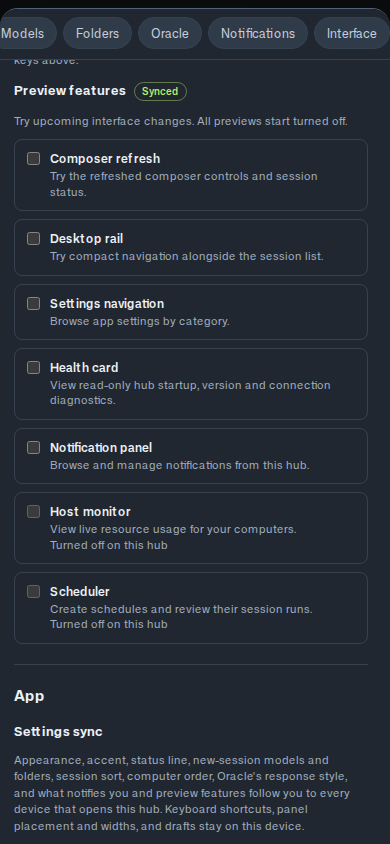 Models
Folders
Oracle
Notifications
Interface
keys above.
Preview features
Synced
Try upcoming interface changes. All previews start turned off.
Composer refresh
Try the refreshed composer controls and session
status.
Desktop rail
Try compact navigation alongside the session list.
Settings navigation
Browse app settings by category.
Health card
View read-only hub startup, version and connection
diagnostics.
Notification panel
Browse and manage notifications from this hub.
Host monitor
View live resource usage for your computers.
Turned off on this hub
Scheduler
Create schedules and review their session runs.
Turned off on this hub
App
Settings sync
Appearance, accent, status line, new-session models and
folders, session sort, computer order, Oracle's response style,
and what notifies you and preview features follow you to every
device that opens this hub. Keyboard shortcuts, panel
placement and widths, and drafts stay on this device.